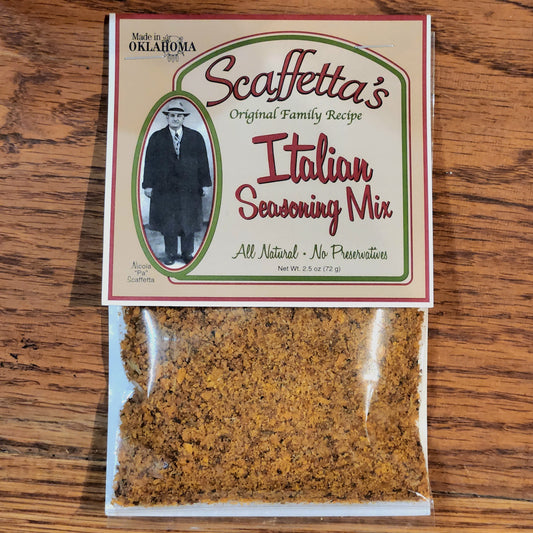 Made in
OKLAHOMA
Scaffetta's
Original Family Recipe
Italian
Seasoning Mix
All Natural • No Preservatives
Net Wt. 2.5 oz (72 g)
Nicola
"Pa"
Scaffetta